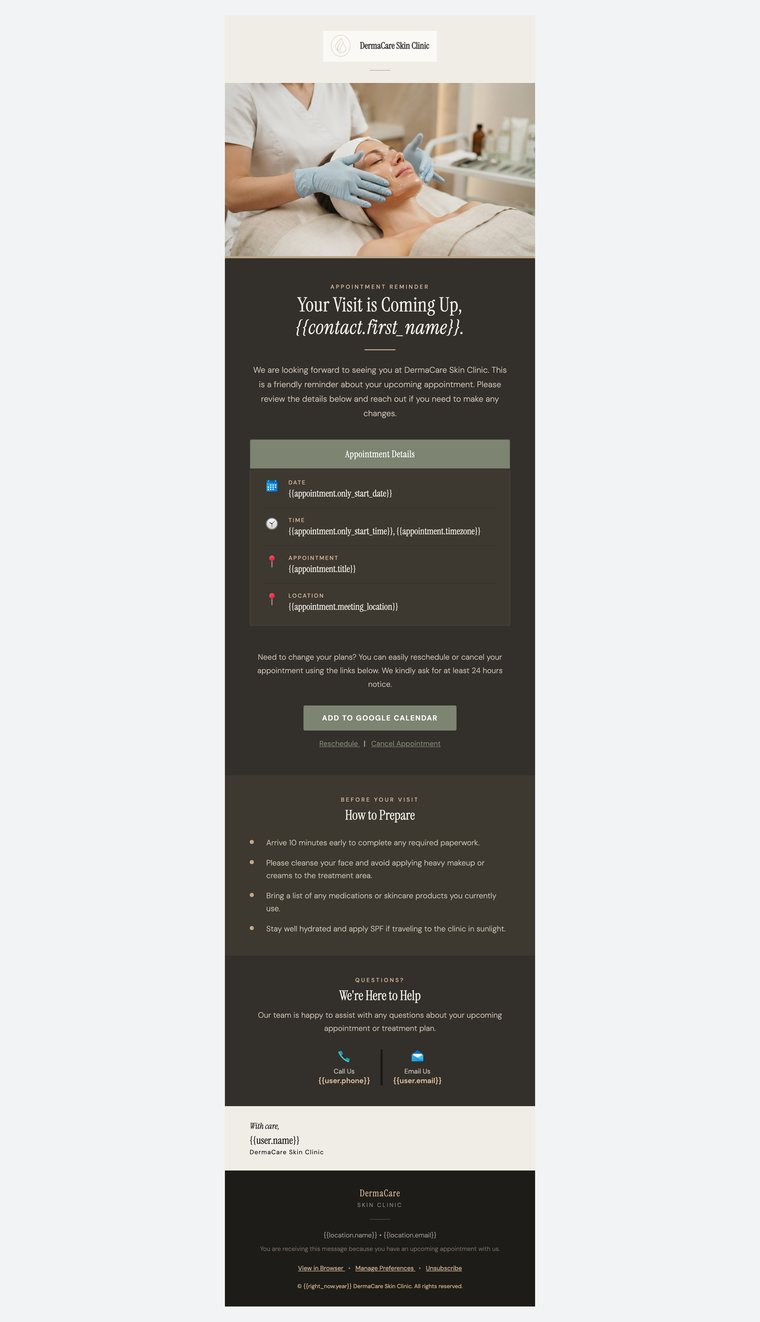 DermaCare Skin Clinic
APPOINTMENT REMINDER
Your Visit is Coming Up,
{{contact.first_name}}.
We are looking forward to seeing you at DermaCare Skin Clinic. This
is a friendly reminder about your upcoming appointment. Please
review the details below and reach out if you need to make any
changes.
Appointment Details
DATE
{{appointment.only_start_date}}
TIME
{{appointment.only_start_time}}, {{appointment.timezone}}
APPOINTMENT
{{appointment.title}}
LOCATION
{{appointment.meeting_location}}
Need to change your plans? You can easily reschedule or cancel your
appointment using the links below. We kindly ask for at least 24 hours
notice.
ADD TO GOOGLE CALENDAR
Reschedule | Cancel Appointment
BEFORE YOUR VISIT
How to Prepare
• Arrive 10 minutes early to complete any required paperwork.
• Please cleanse your face and avoid applying heavy makeup or
creams to the treatment area.
• Bring a list of any medications or skincare products you currently
use.
• Stay well hydrated and apply SPF if traveling to the clinic in sunlight.
QUESTIONS?
We're Here to Help
Our team is happy to assist with any questions about your upcoming
appointment or treatment plan.
Call Us
{{user.phone}}
Email Us
{{user.email}}
With care,
{{user.name}}
DermaCare Skin Clinic
DermaCare
SKIN CLINIC
{{location.name}} • {{location.email}}
You are receiving this message because you have an upcoming appointment with us.
View in Browser • Manage Preferences • Unsubscribe
© {{right_now.year}} DermaCare Skin Clinic. All rights reserved.